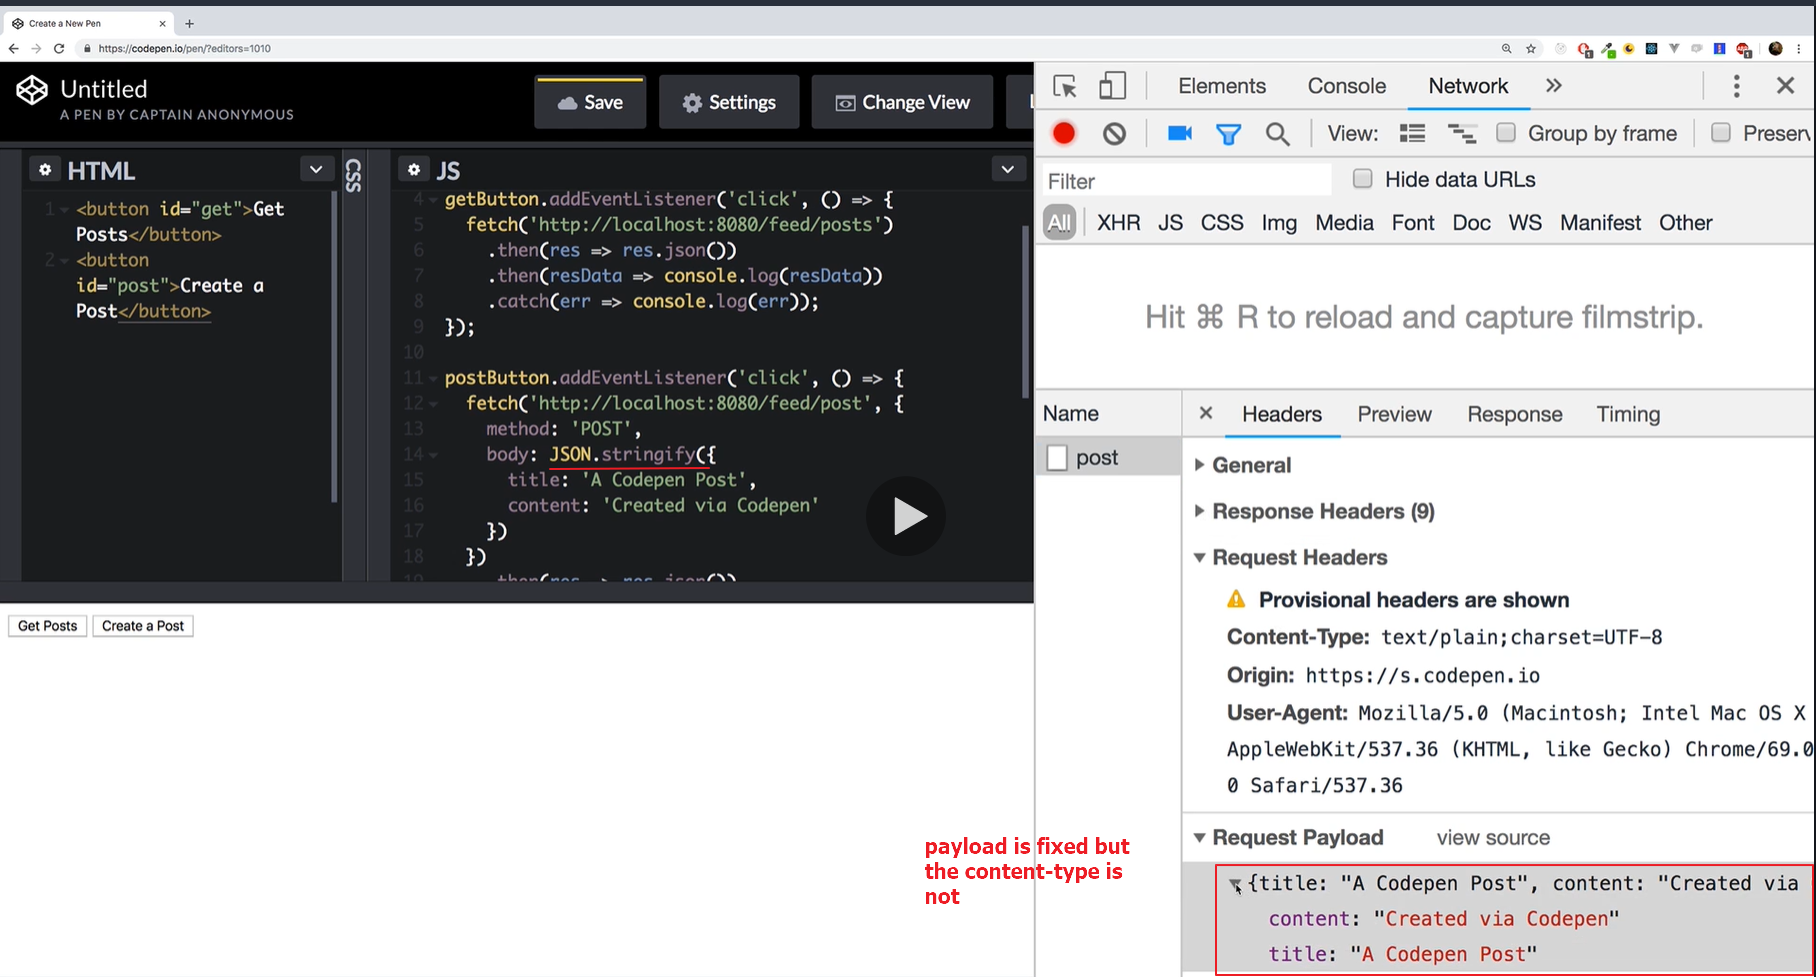 Create a New Pen
https://codepen.io/pen/?editors=1010
Untitled
A PEN BY CAPTAIN ANONYMOUS
Save
Settings
Change View
HTML
1 <button id="get">Get
Posts</button>
2 <button
id="post">Create a
Post</button>
CSS
JS
4 getButton.addEventListener('click', () => {
5 fetch('http://localhost:8080/feed/posts')
6 .then(res => res.json())
7 .then(resData => console.log(resData))
8 .catch(err => console.log(err));
9 });
10
11 postButton.addEventListener('click', () => {
12 fetch('http://localhost:8080/feed/post', {
13 method: 'POST',
14 body: JSON.stringify({
15 title: 'A Codepen Post',
16 content: 'Created via Codepen'
17 })
18 })
19 .then(res => res.json())
Get Posts
Create a Post
Elements Console Network
View: Group by frame Preserv
Filter
Hide data URLs
All XHR JS CSS Img Media Font Doc WS Manifest Other
Hit ⌘ R to reload and capture filmstrip.
Name
post
Headers Preview Response Timing
General
Response Headers (9)
Request Headers
Provisional headers are shown
Content-Type: text/plain;charset=UTF-8
Origin: https://s.codepen.io
User-Agent: Mozilla/5.0 (Macintosh; Intel Mac OS X
AppleWebKit/537.36 (KHTML, like Gecko) Chrome/69.0
0 Safari/537.36
Request Payload view source
{title: "A Codepen Post", content: "Created via
content: "Created via Codepen"
title: "A Codepen Post"
payload is fixed but
the content-type is
not